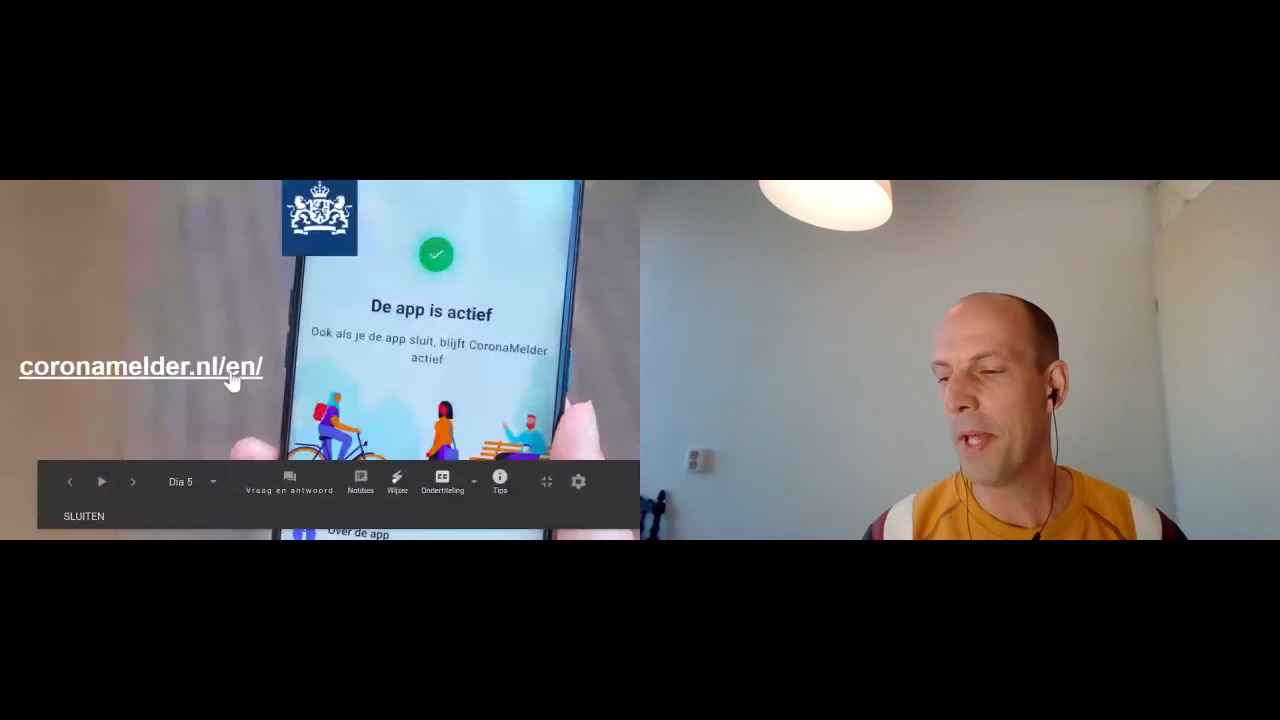 De app is actief
Ook als je de app sluit, blijft CoronaMelder
actief
coronamelder.nl/en/
Dia 5
Vraag en antwoord
Notities
Wijzer
Ondertiteling
Tips
SLUITEN
Over de app